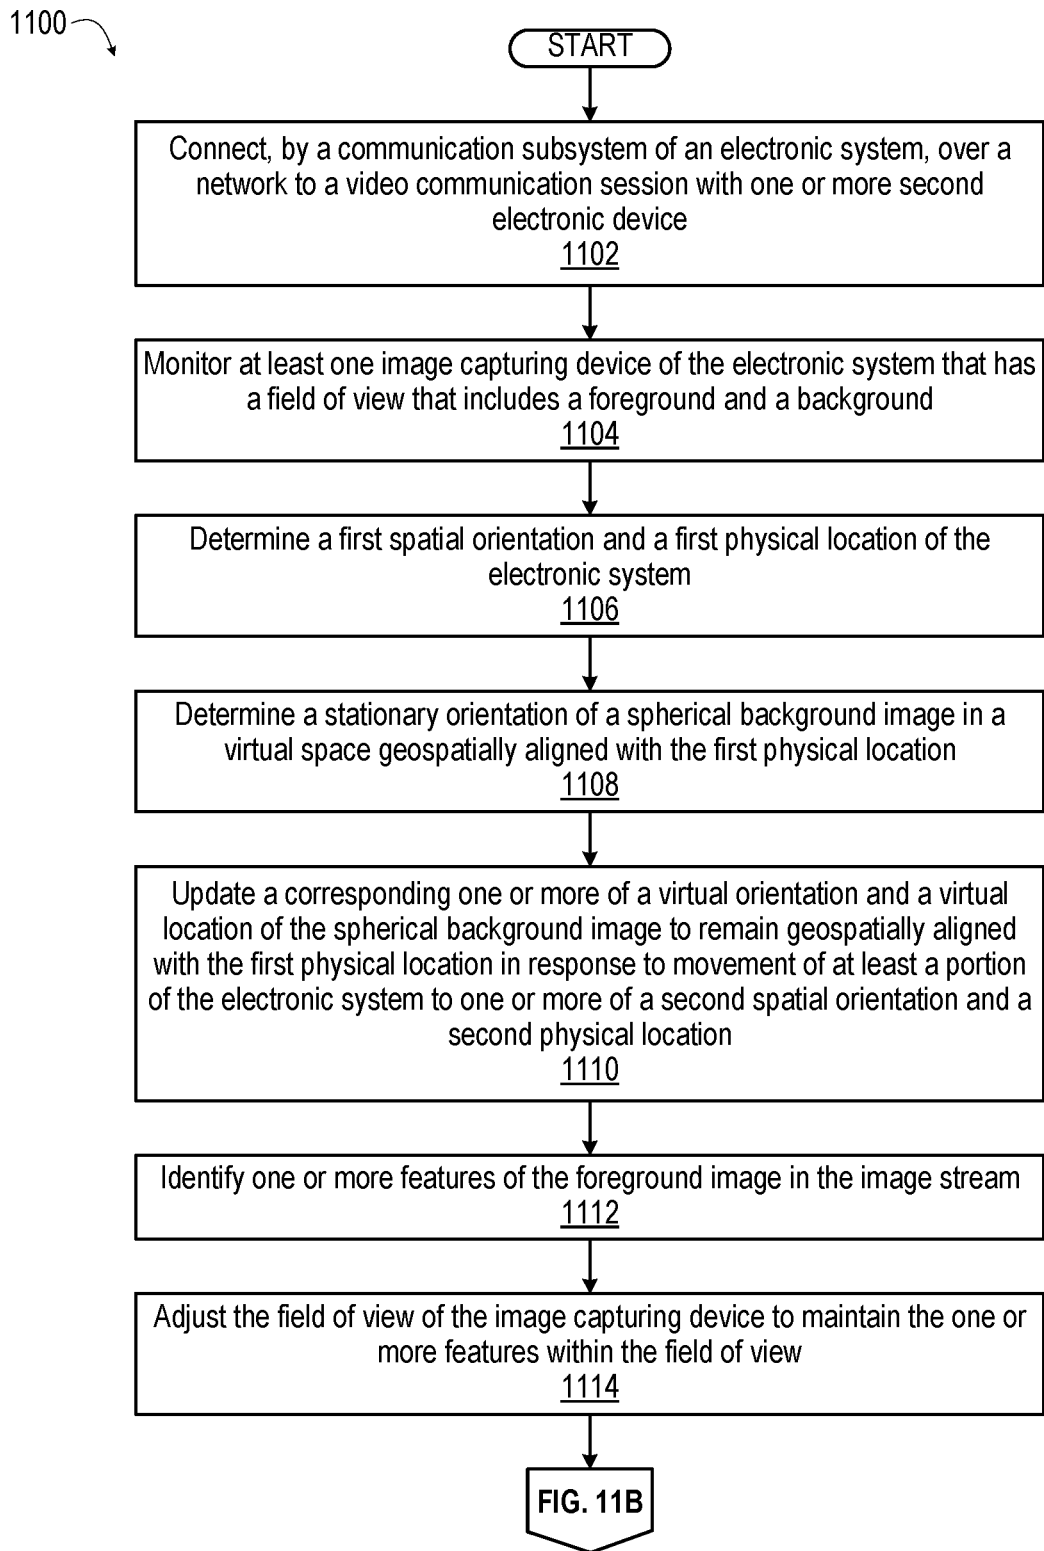 1100
START
Connect, by a communication subsystem of an electronic system, over a
network to a video communication session with one or more second
electronic device
1102
Monitor at least one image capturing device of the electronic system that has
a field of view that includes a foreground and a background
1104
Determine a first spatial orientation and a first physical location of the
electronic system
1106
Determine a stationary orientation of a spherical background image in a
virtual space geospatially aligned with the first physical location
1108
Update a corresponding one or more of a virtual orientation and a virtual
location of the spherical background image to remain geospatially aligned
with the first physical location in response to movement of at least a portion
of the electronic system to one or more of a second spatial orientation and a
second physical location
1110
Identify one or more features of the foreground image in the image stream
1112
Adjust the field of view of the image capturing device to maintain the one or
more features within the field of view
1114
FIG. 11B